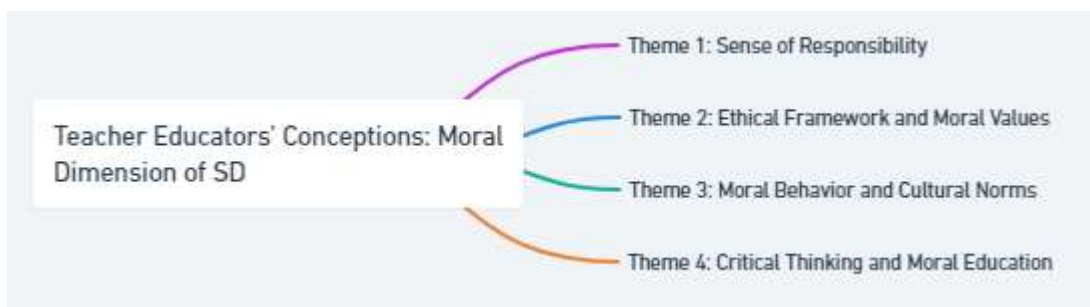 Theme 1: Sense of Responsibility
Theme 2: Ethical Framework and Moral Values
Teacher Educators' Conceptions: Moral
Dimension of SD
Theme 3: Moral Behavior and Cultural Norms
Theme 4: Critical Thinking and Moral Education